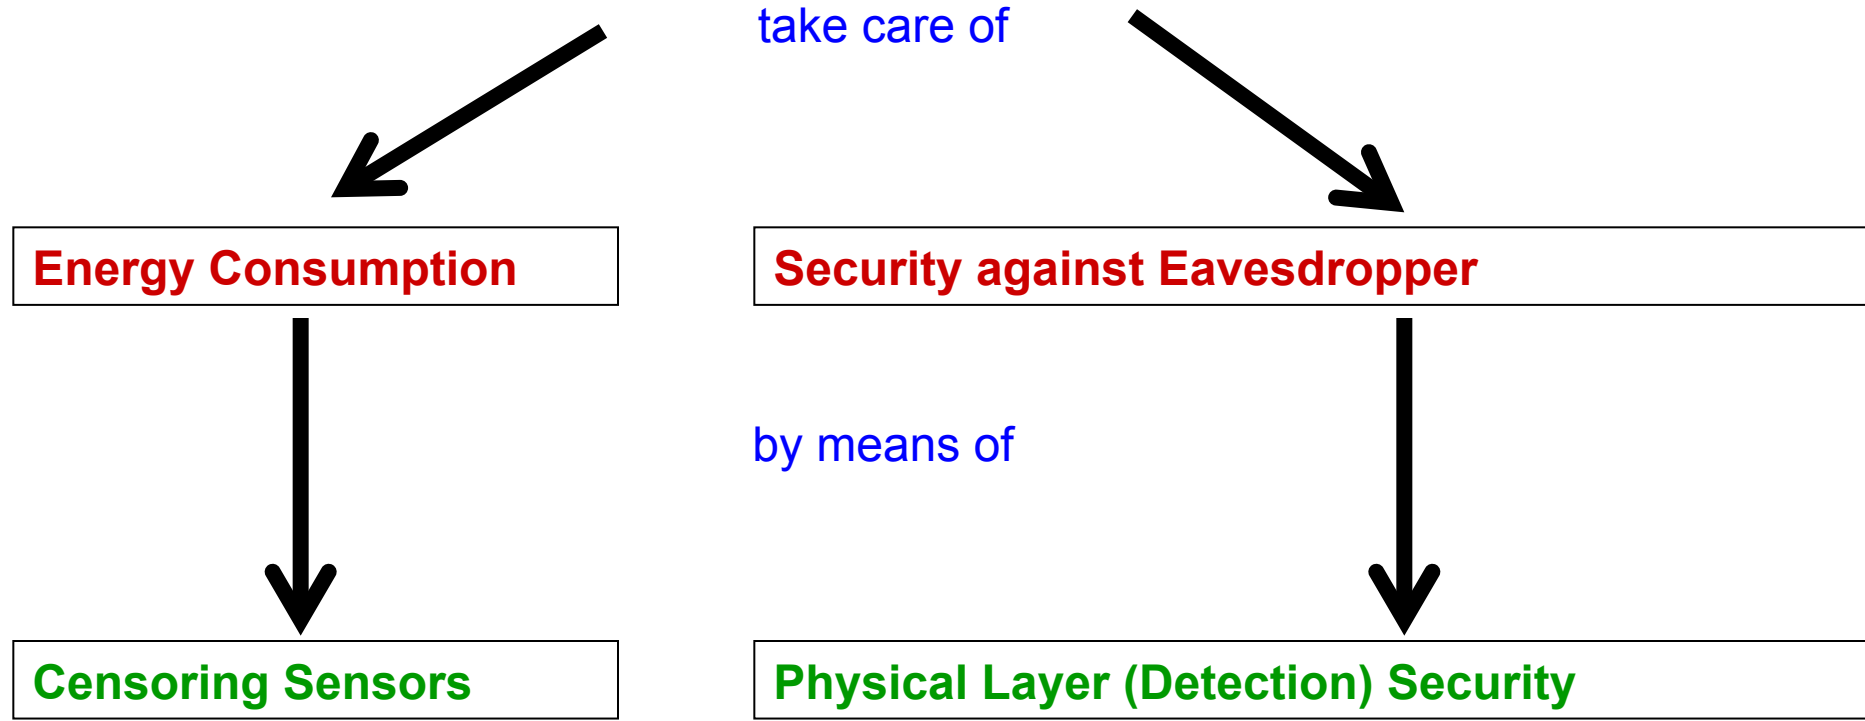 take care of
Energy Consumption
Security against Eavesdropper
by means of
Censoring Sensors
Physical Layer (Detection) Security